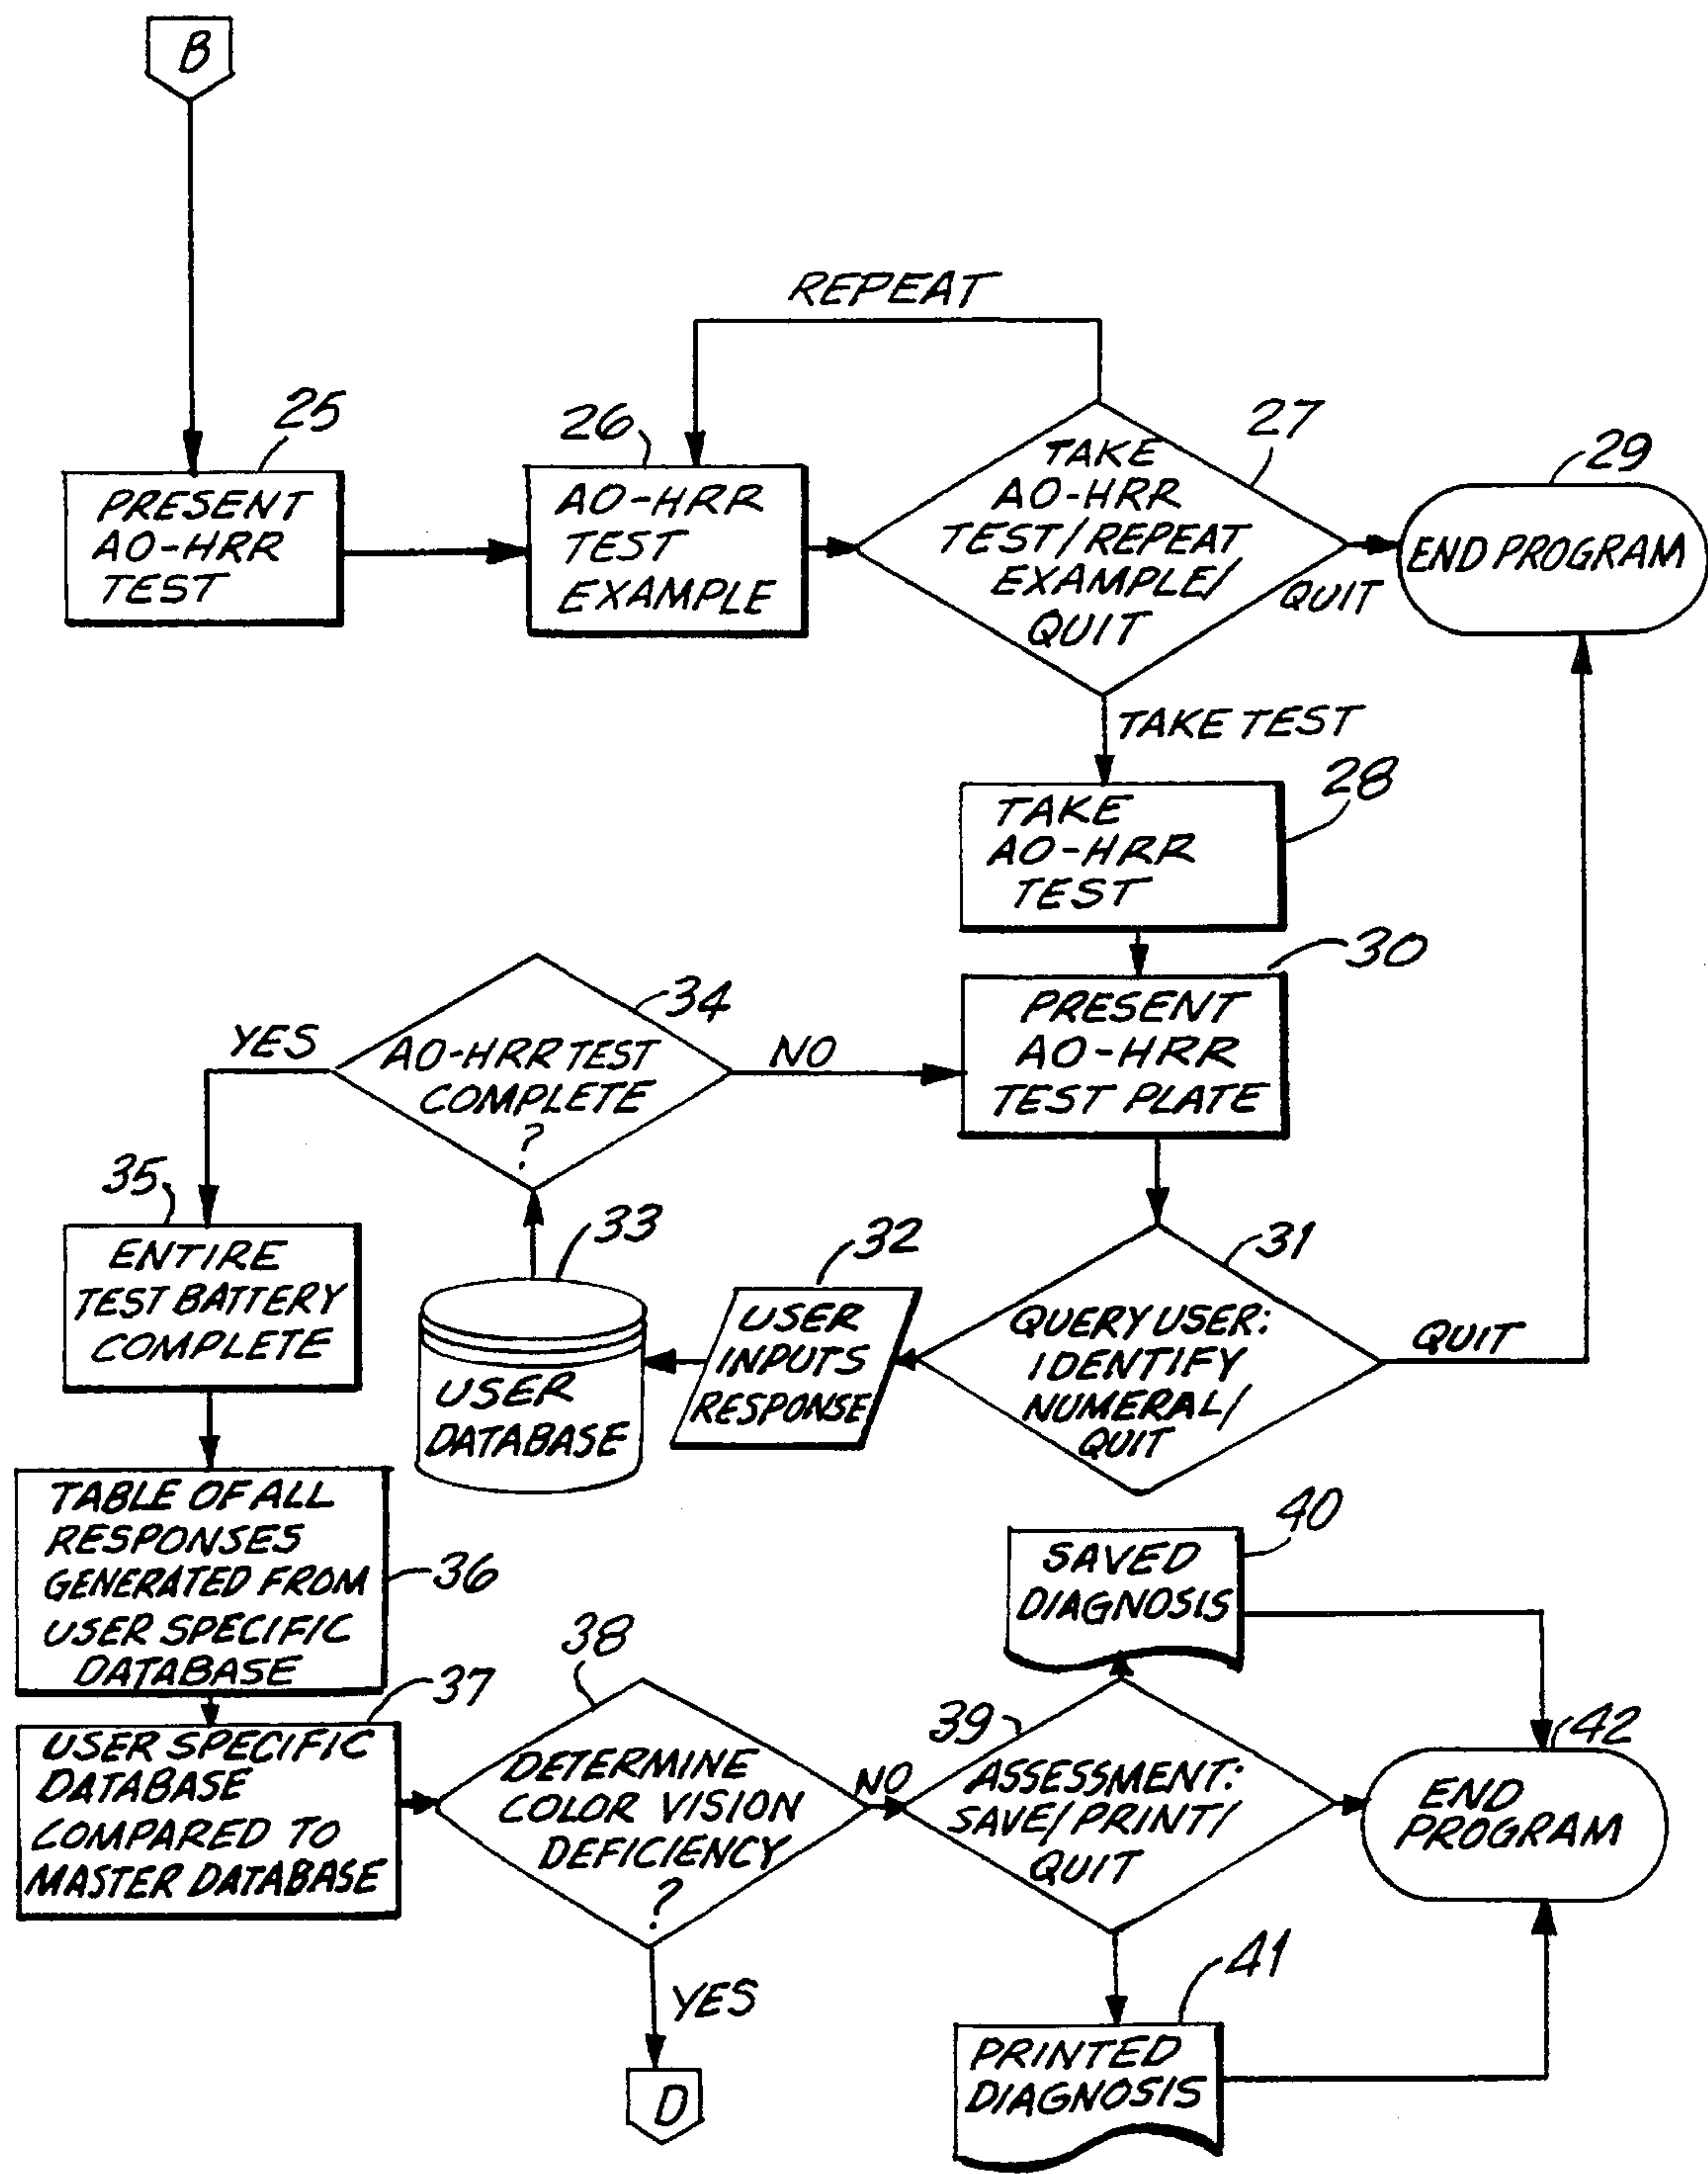 B
REPEAT
25
PRESENT
AO-HRR
TEST
26
AO-HRR
TEST
EXAMPLE
27
TAKE
AO-HRR
TEST/REPEAT
EXAMPLE/
QUIT
QUIT
29
END PROGRAM
TAKE TEST
28
TAKE
AO-HRR
TEST
30
PRESENT
AO-HRR
TEST PLATE
34
AO-HRR TEST
COMPLETE
?
NO
YES
35
ENTIRE
TEST BATTERY
COMPLETE
33
USER
DATABASE
32
USER
INPUTS
RESPONSE
31
QUERY USER:
IDENTIFY
NUMERAL/
QUIT
QUIT
TABLE OF ALL
RESPONSES
GENERATED FROM
USER SPECIFIC
DATABASE
36
37
USER SPECIFIC
DATABASE
COMPARED TO
MASTER DATABASE
38
DETERMINE
COLOR VISION
DEFICIENCY
?
NO
YES
D
39
ASSESSMENT:
SAVE/PRINT/
QUIT
40
SAVED
DIAGNOSIS
42
END
PROGRAM
41
PRINTED
DIAGNOSIS